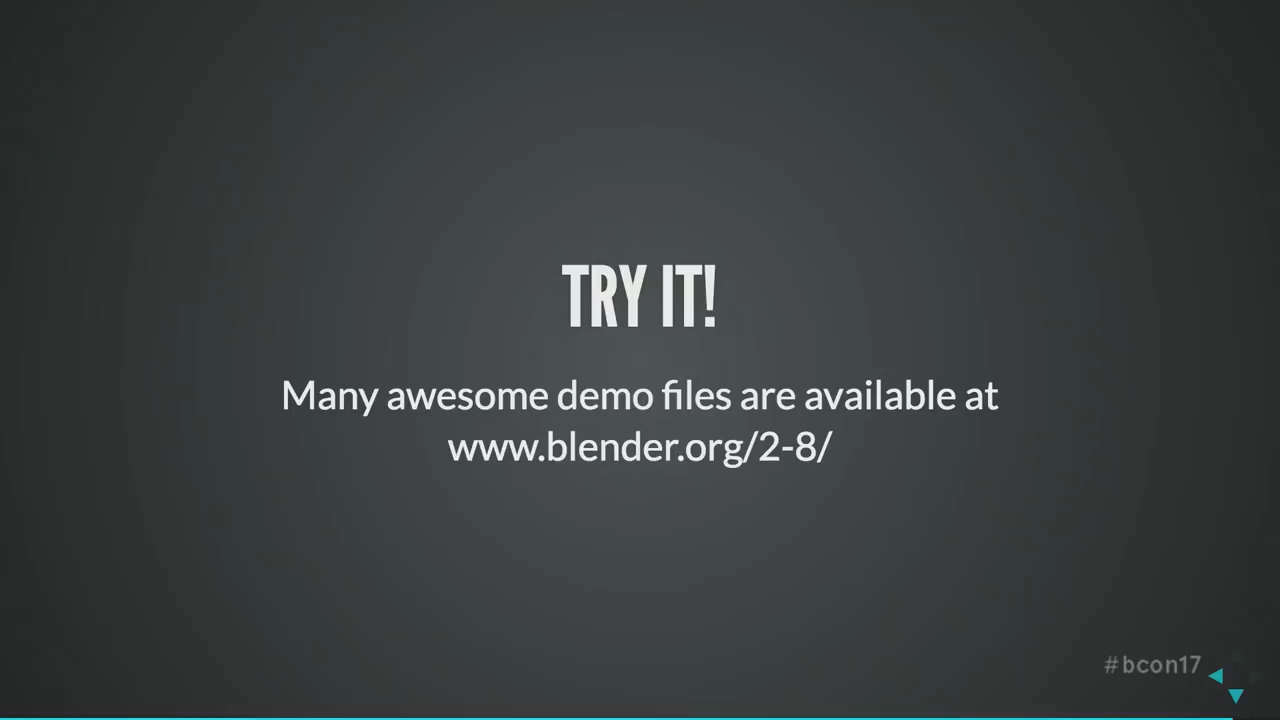 TRY IT!
Many awesome demo files are available at
www.blender.org/2-8/
#bcon17